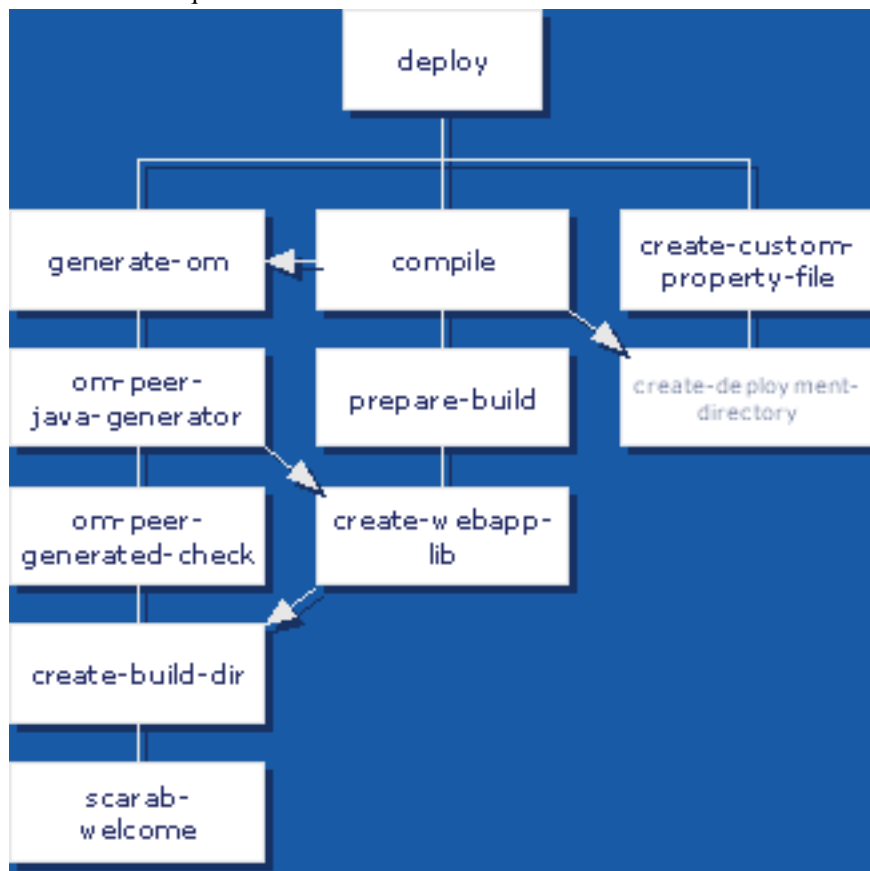 deploy
generate-om
compile
create-custom-
property-file
om-peer-
java-generator
prepare-build
create-deployment-
directory
om-peer-
generated-check
create-webapp-
lib
create-build-dir
scarab-
welcome